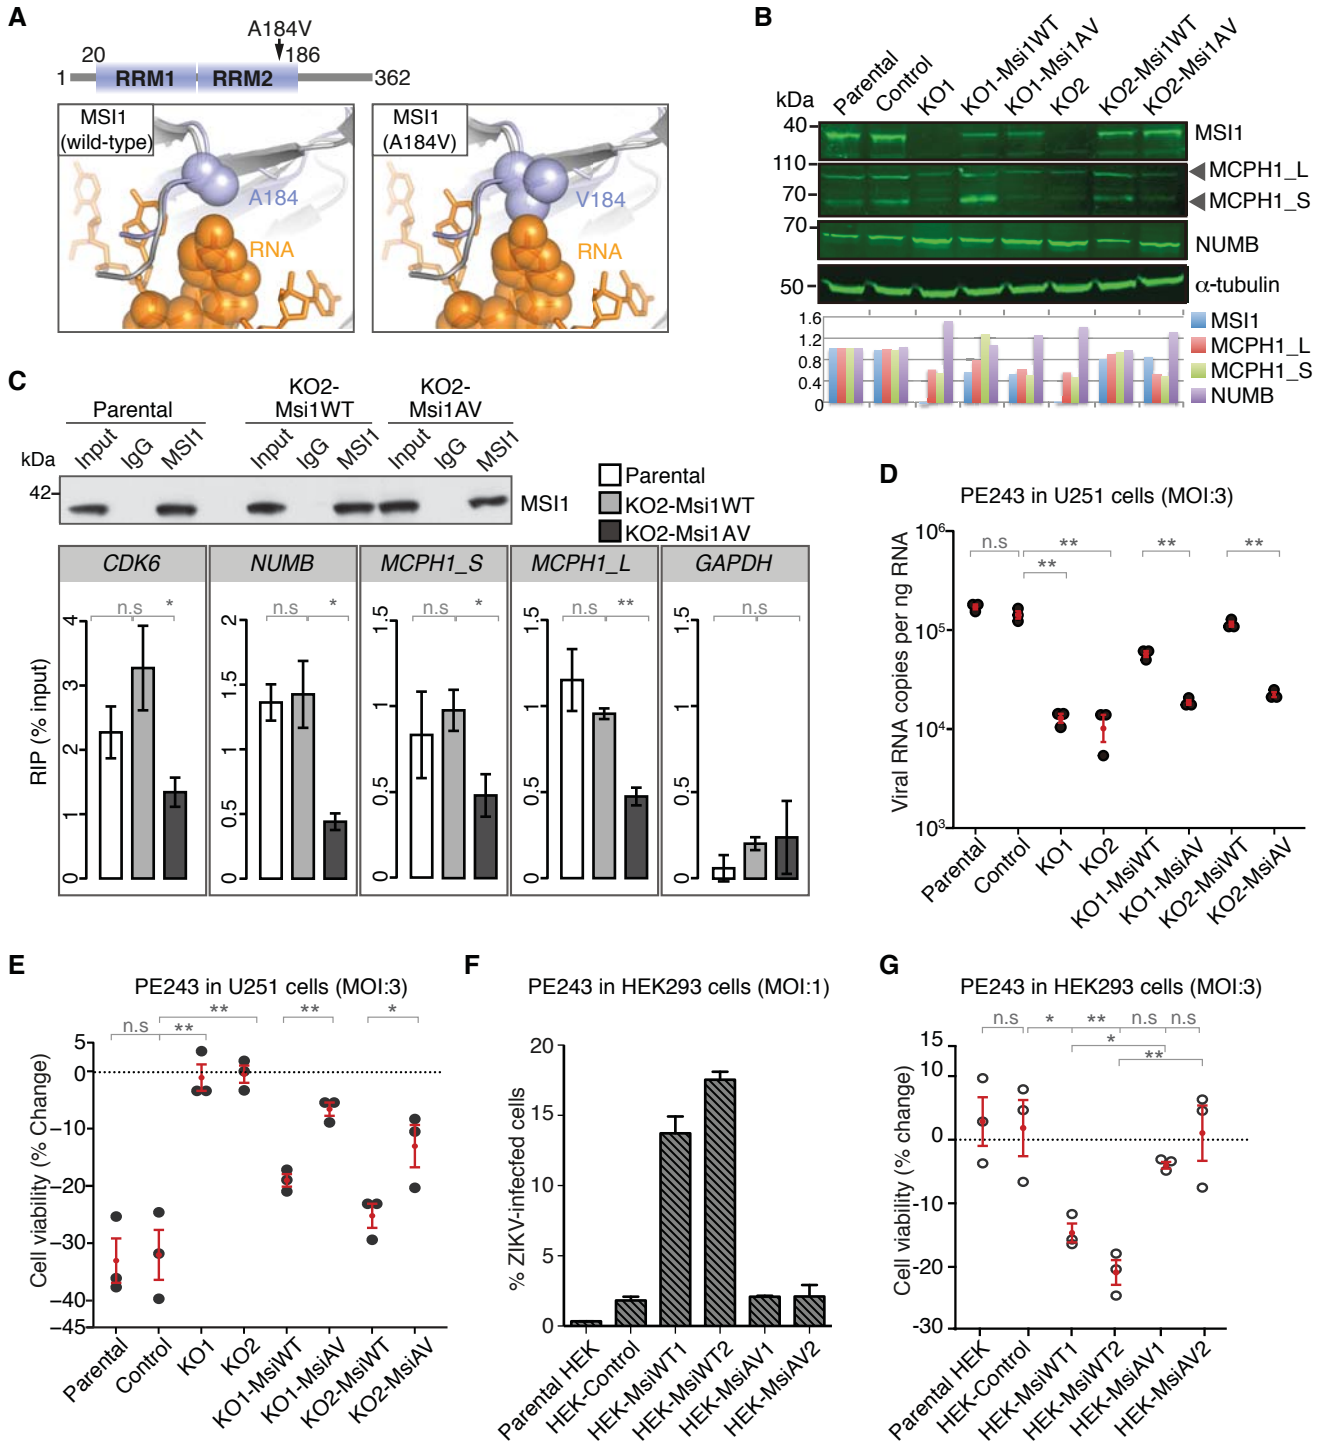 A
A184V
20
186
1
RRM1
RRM2
362
MSI1
(wild-type)
A184
RNA
MSI1
(A184V)
V184
RNA
B
kDa
Parental
Control
KO1
KO1-Msi1WT
KO1-Msi1AV
KO2
KO2-Msi1WT
KO2-Msi1AV
40
MSI1
110
MCPH1_L
70
MCPH1_S
70
NUMB
50
α-tubulin
1.6
1.2
0.8
0.4
0
MSI1
MCPH1_L
MCPH1_S
NUMB
C
Parental
KO2-
Msi1WT
KO2-
Msi1AV
kDa
Input
IgG
MSI1
Input
IgG
MSI1
Input
IgG
MSI1
42
MSI1
Parental
KO2-Msi1WT
KO2-Msi1AV
CDK6
NUMB
MCPH1_S
MCPH1_L
GAPDH
n.s
*
n.s
*
n.s
*
n.s
**
n.s
RIP (% input)
4
3
2
1
0
2
1.5
1
0.5
0
1.5
1
0.5
0
1.5
1
0.5
0
1.5
1
0.5
0
D
PE243 in U251 cells (MOI:3)
Viral RNA copies per ng RNA
10⁶
10⁵
10⁴
10³
n.s
**
**
**
**
Parental
Control
KO1
KO2
KO1-MsiWT
KO1-MsiAV
KO2-MsiWT
KO2-MsiAV
E
PE243 in U251 cells (MOI:3)
Cell viability (% Change)
n.s
**
**
**
*
5
0
−10
−20
−30
−40
−45
Parental
Control
KO1
KO2
KO1-MsiWT
KO1-MsiAV
KO2-MsiWT
KO2-MsiAV
F
PE243 in HEK293 cells (MOI:1)
% ZIKV-infected cells
20
15
10
5
0
Parental HEK
HEK-Control
HEK-MsiWT1
HEK-MsiWT2
HEK-MsiAV1
HEK-MsiAV2
G
PE243 in HEK293 cells (MOI:3)
Cell viability (% change)
n.s
*
**
n.s
n.s
*
**
15
10
0
-10
-20
-30
Parental HEK
HEK-Control
HEK-MsiWT1
HEK-MsiWT2
HEK-MsiAV1
HEK-MsiAV2